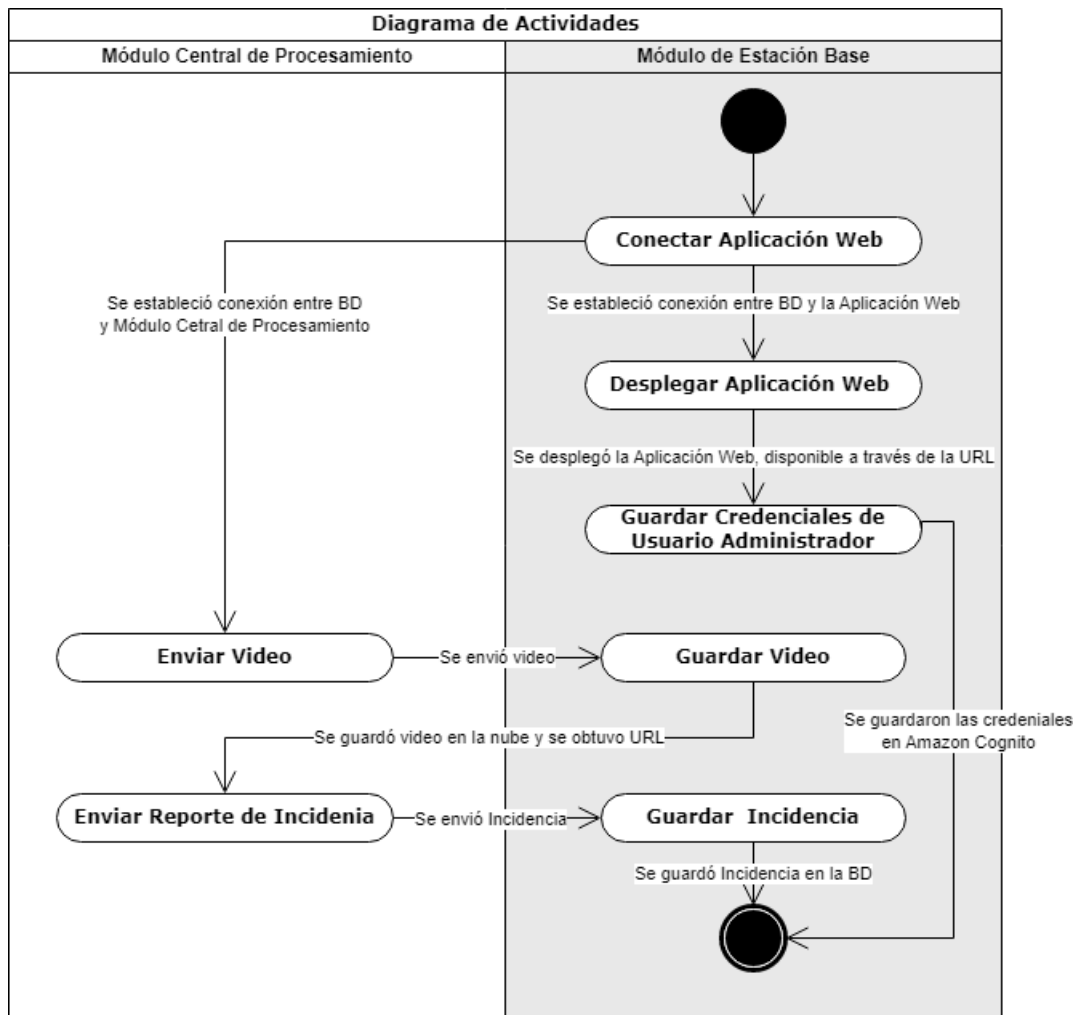 Diagrama de Actividades
Módulo Central de Procesamiento
Módulo de Estación Base
Conectar Aplicación Web
Se estableció conexión entre BD
y Módulo Cetral de Procesamiento
Se estableció conexión entre BD y la Aplicación Web
Desplegar Aplicación Web
Se desplegó la Aplicación Web, disponible a través de la URL
Guardar Credenciales de
Usuario Administrador
Enviar Video
Se envió video
Guardar Video
Se guardaron las credeniales
en Amazon Cognito
Se guardó video en la nube y se obtuvo URL
Enviar Reporte de Incidenia
Se envió Incidencia
Guardar Incidencia
Se guardó Incidencia en la BD